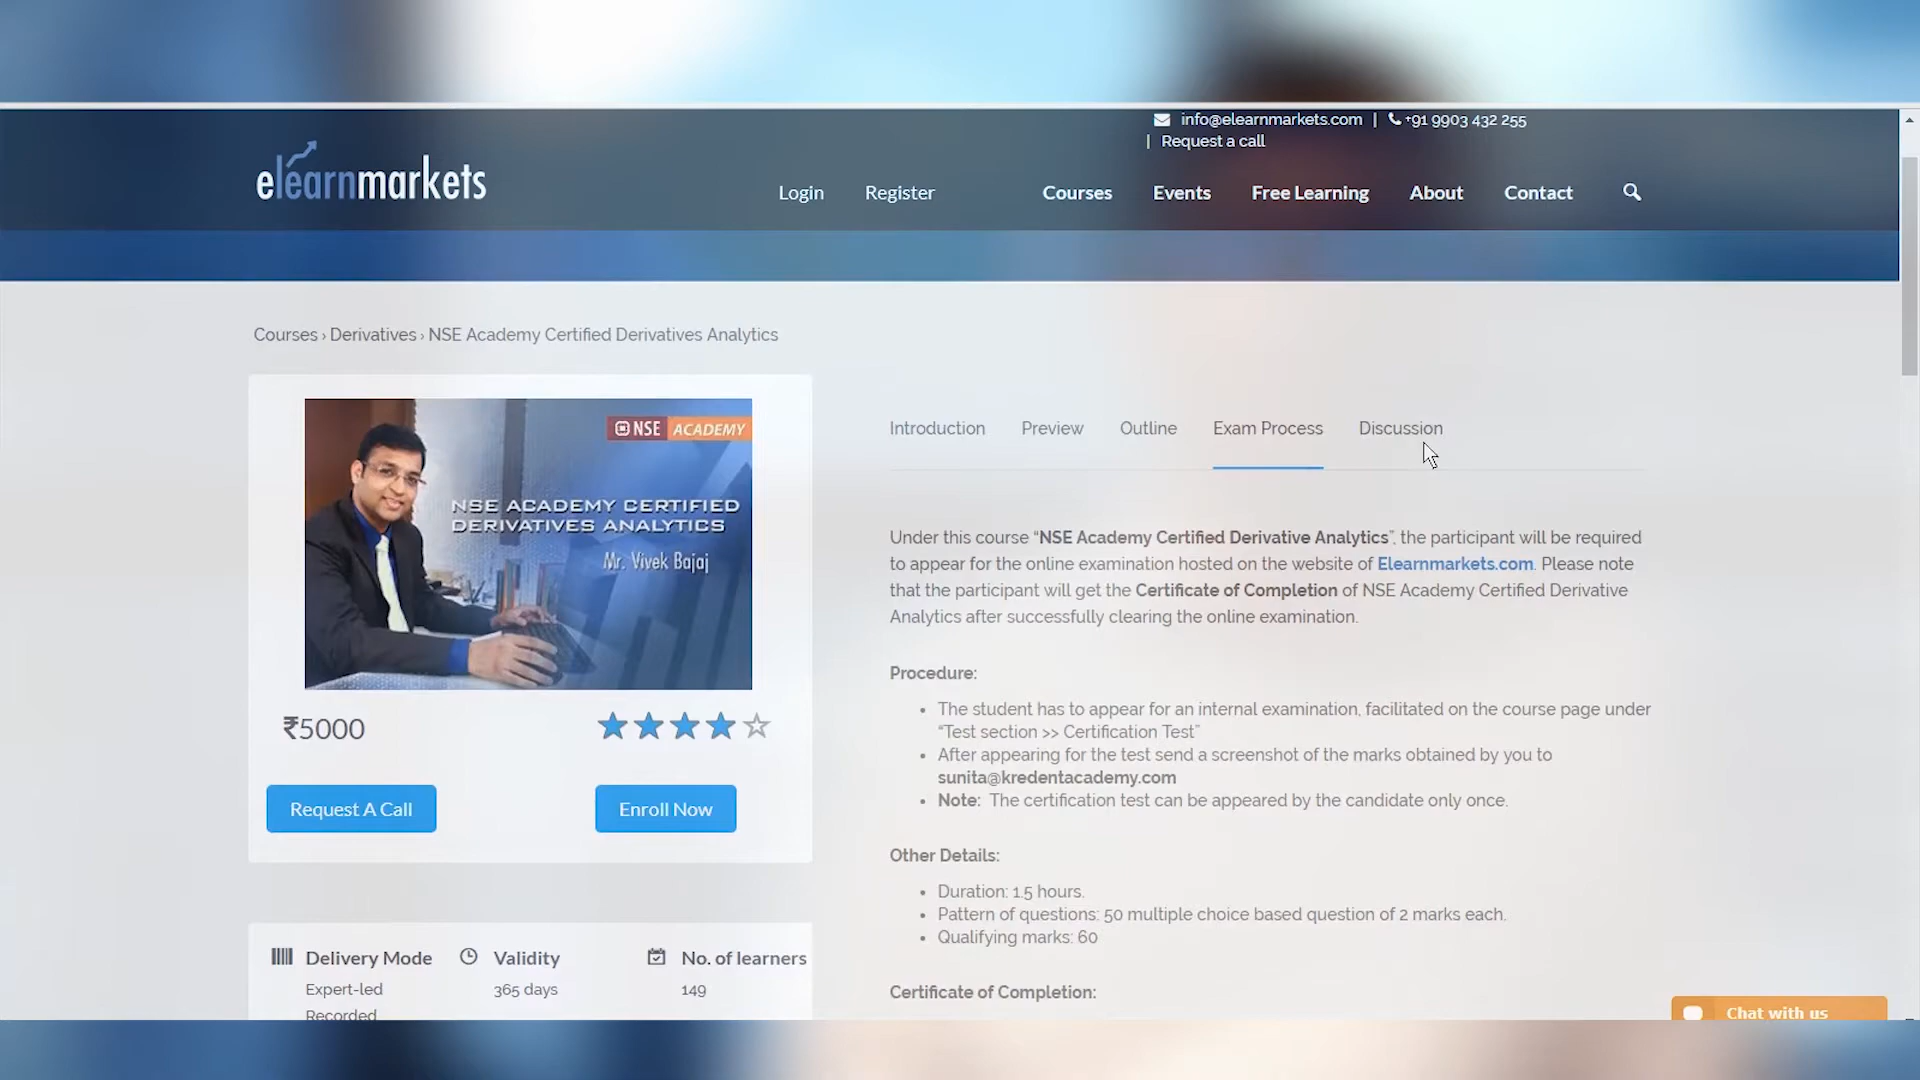 info@elearnmarkets.com | +91 9903 432 255
| Request a call
elearnmarkets
Login Register Courses Events Free Learning About Contact
Courses › Derivatives › NSE Academy Certified Derivatives Analytics
NSE ACADEMY
NSE ACADEMY CERTIFIED
DERIVATIVES ANALYTICS
Mr. Vivek Bajaj
₹5000
Request A Call Enroll Now
Delivery Mode Validity No. of learners
Expert-led 365 days 149
Recorded
Introduction Preview Outline Exam Process Discussion
Under this course “NSE Academy Certified Derivative Analytics”, the participant will be required
to appear for the online examination hosted on the website of Elearnmarkets.com. Please note
that the participant will get the Certificate of Completion of NSE Academy Certified Derivative
Analytics after successfully clearing the online examination.
Procedure:
• The student has to appear for an internal examination, facilitated on the course page under
“Test section >> Certification Test”
• After appearing for the test send a screenshot of the marks obtained by you to
sunita@kredentacademy.com
• Note: The certification test can be appeared by the candidate only once.
Other Details:
• Duration: 1.5 hours.
• Pattern of questions: 50 multiple choice based question of 2 marks each.
• Qualifying marks: 60
Certificate of Completion:
Chat with us